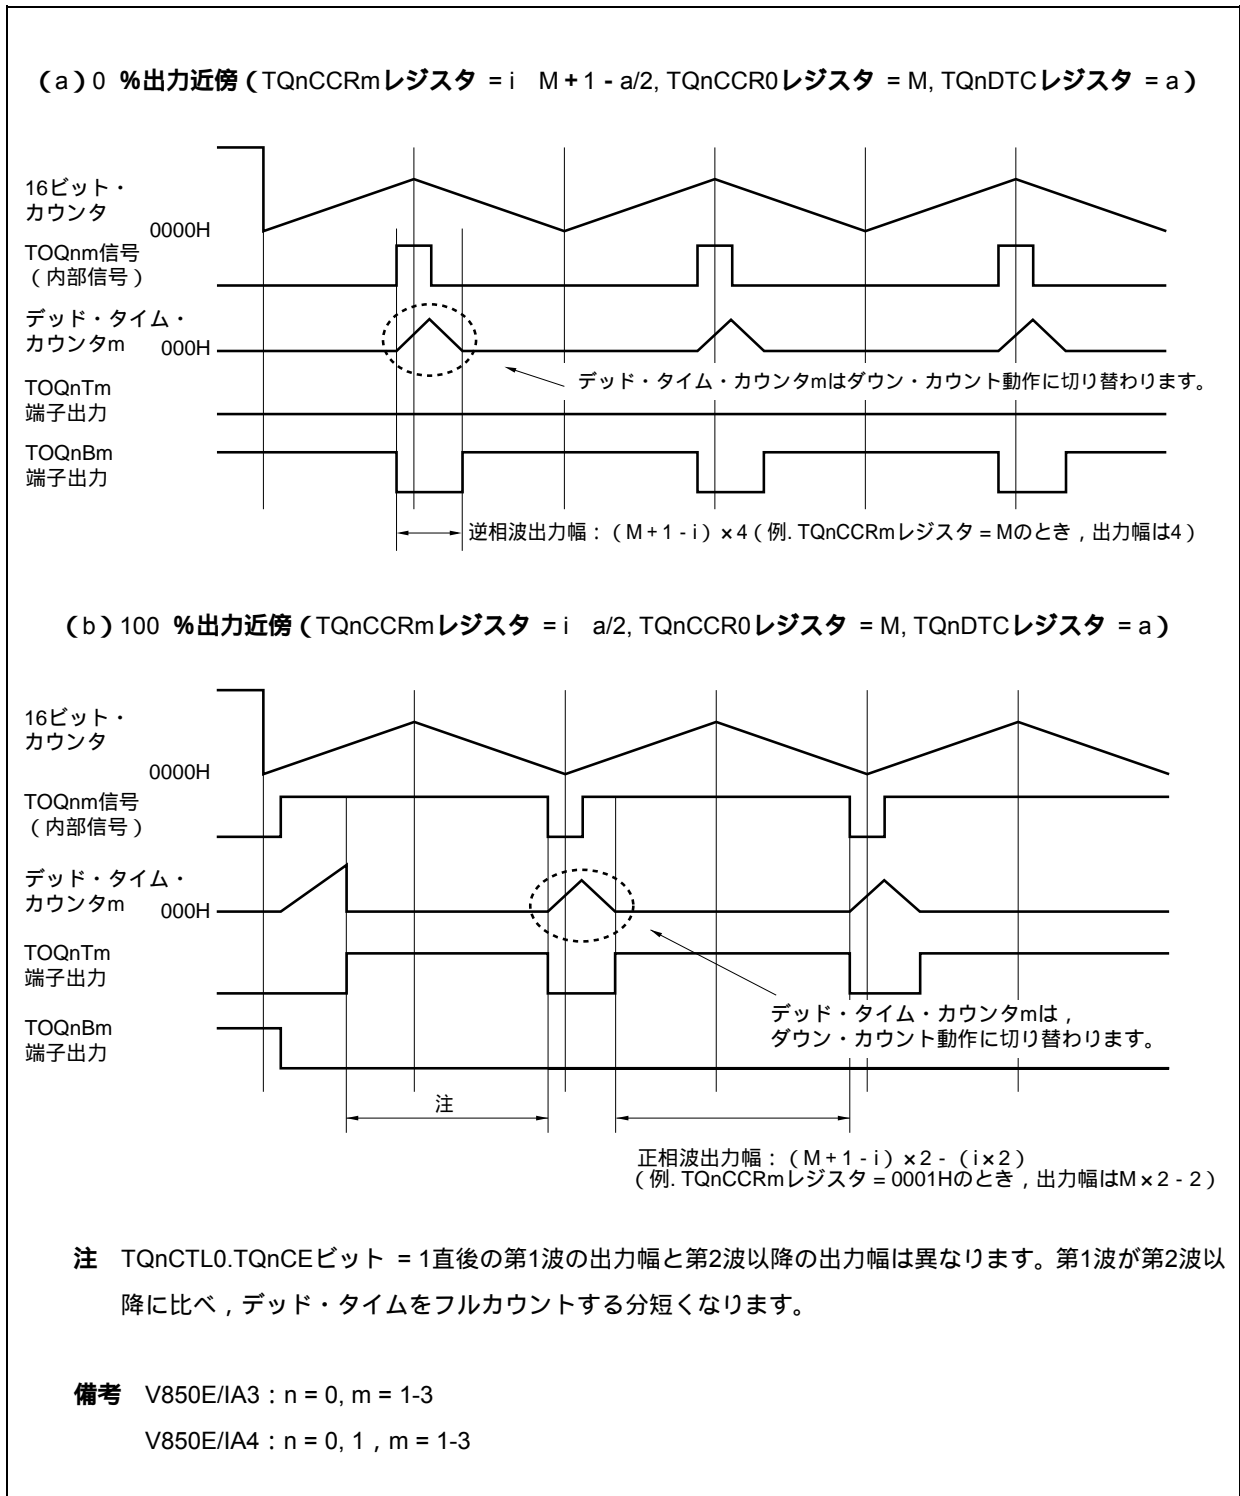 （a）0 %出力近傍（TQnCCRmレジスタ = i　M + 1 - a/2, TQnCCR0レジスタ = M, TQnDTCレジスタ = a）
16ビット・
カウンタ
0000H
TOQnm信号
（内部信号）
デッド・タイム・
カウンタm
000H
デッド・タイム・カウンタmはダウン・カウント動作に切り替わります。
TOQnTm
端子出力
TOQnBm
端子出力
逆相波出力幅：（M + 1 - i）× 4（例. TQnCCRmレジスタ = Mのとき，出力幅は4）
（b）100 %出力近傍（TQnCCRmレジスタ = i　a/2, TQnCCR0レジスタ = M, TQnDTCレジスタ = a）
16ビット・
カウンタ
0000H
TOQnm信号
（内部信号）
デッド・タイム・
カウンタm
000H
TOQnTm
端子出力
デッド・タイム・カウンタmは，
ダウン・カウント動作に切り替わります。
TOQnBm
端子出力
注
正相波出力幅：（M + 1 - i）× 2 - （i × 2）
（例. TQnCCRmレジスタ = 0001Hのとき，出力幅はM × 2 - 2）
注　TQnCTL0.TQnCEビット = 1直後の第1波の出力幅と第2波以降の出力幅は異なります。第1波が第2波以
降に比べ，デッド・タイムをフルカウントする分短くなります。
備考　V850E/IA3：n = 0, m = 1-3
V850E/IA4：n = 0, 1，m = 1-3